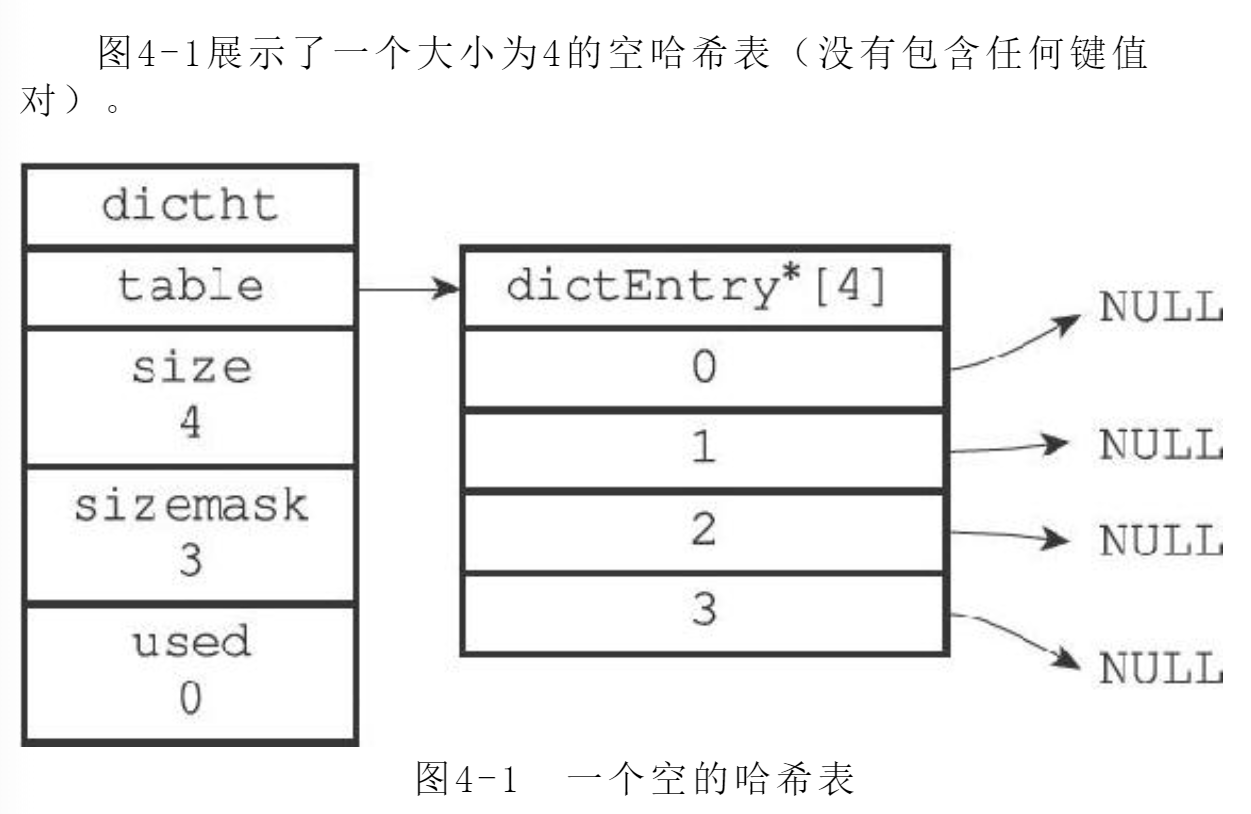 图4-1展示了一个大小为4的空哈希表（没有包含任何键值
对）。
dictht
table
size
4
sizemask
3
used
0
dictEntry*[4]
0
1
2
3
NULL
NULL
NULL
NULL
图4-1 一个空的哈希表